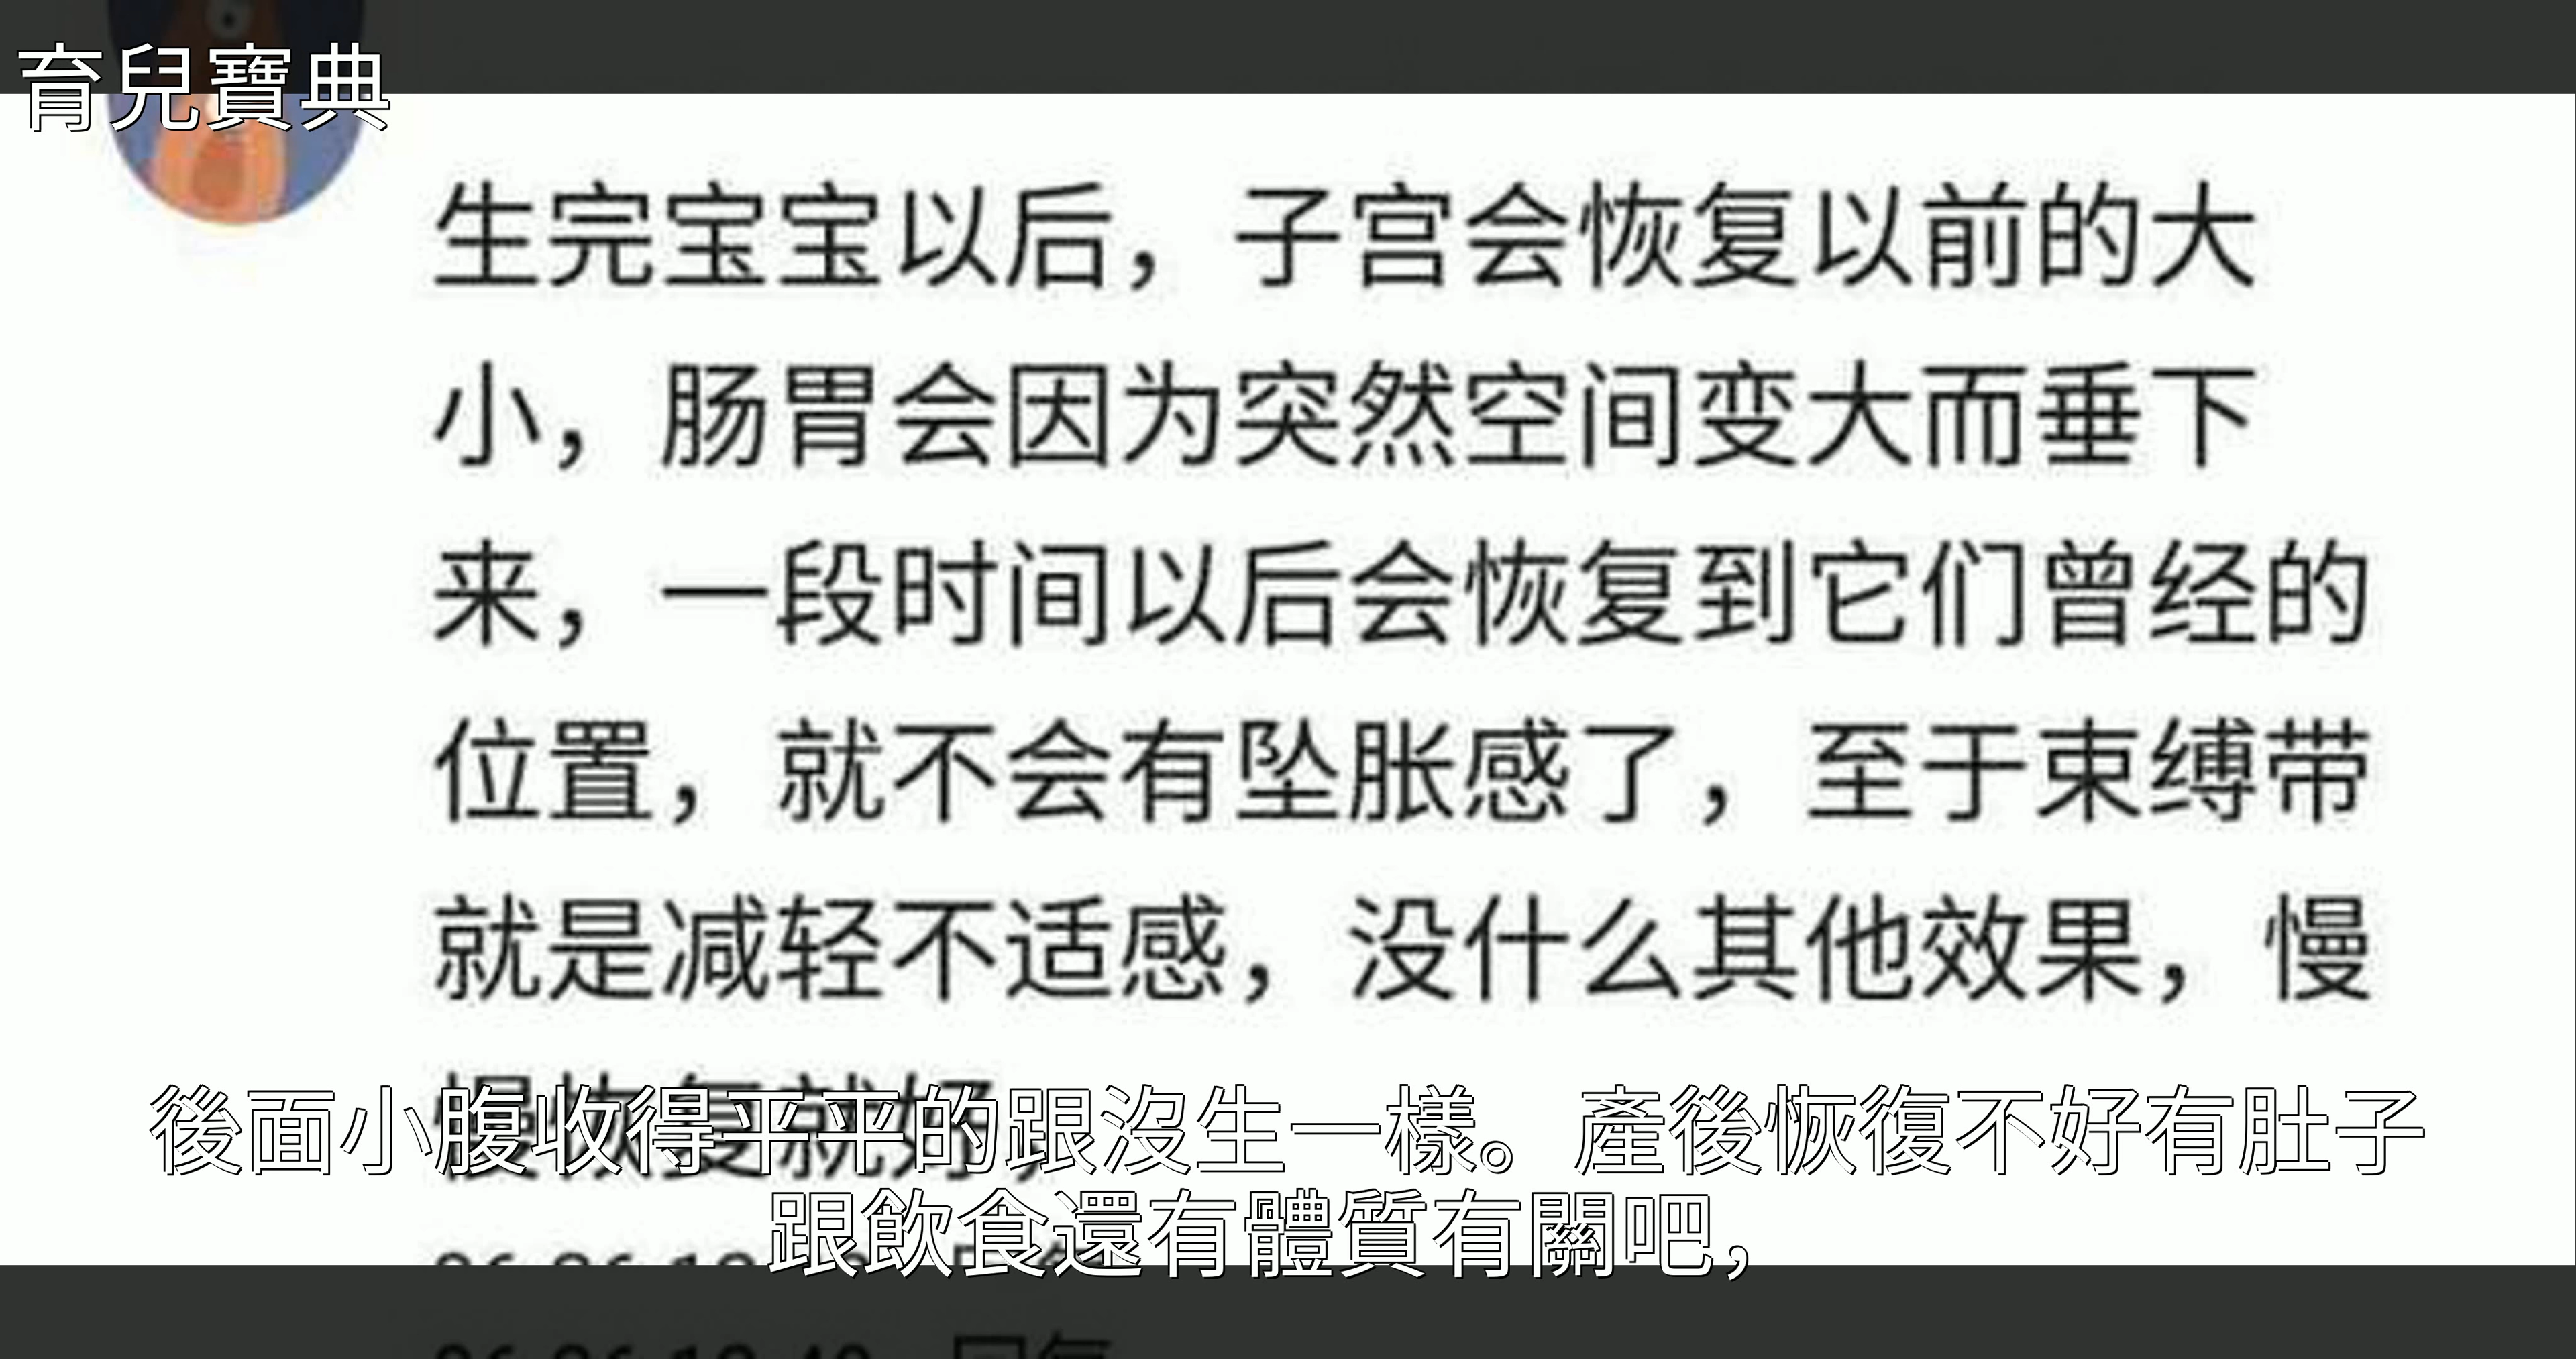 育兒寶典
生完宝宝以后，子宫会恢复以前的大
小，肠胃会因为突然空间变大而垂下
来，一段时间以后会恢复到它们曾经的
位置，就不会有坠胀感了，至于束缚带
就是减轻不适感，没什么其他效果，慢
慢恢复就好
後面小腹收得平平的跟沒生一樣。產後恢復不好有肚子
跟飲食還有體質有關吧，